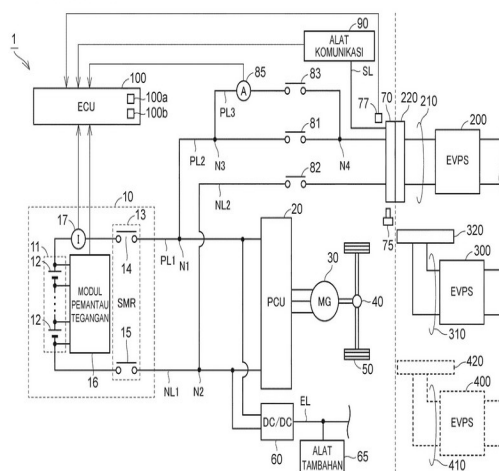 1
90
ALAT
KOMUNIKASI
SL
100
ECU
100a
100b
85
A
83
PL3
77
70
220
210
200
EVPS
81
PL2
N3
N4
82
NL2
10
17
I
13
11
12
14
PL1
N1
20
PCU
30
MG
40
75
320
300
EVPS
310
MODUL
PEMANTAU
TEGANGAN
SMR
12
15
16
NL1
N2
50
420
400
EVPS
410
EL
DC/DC
60
ALAT
TAMBAHAN
65